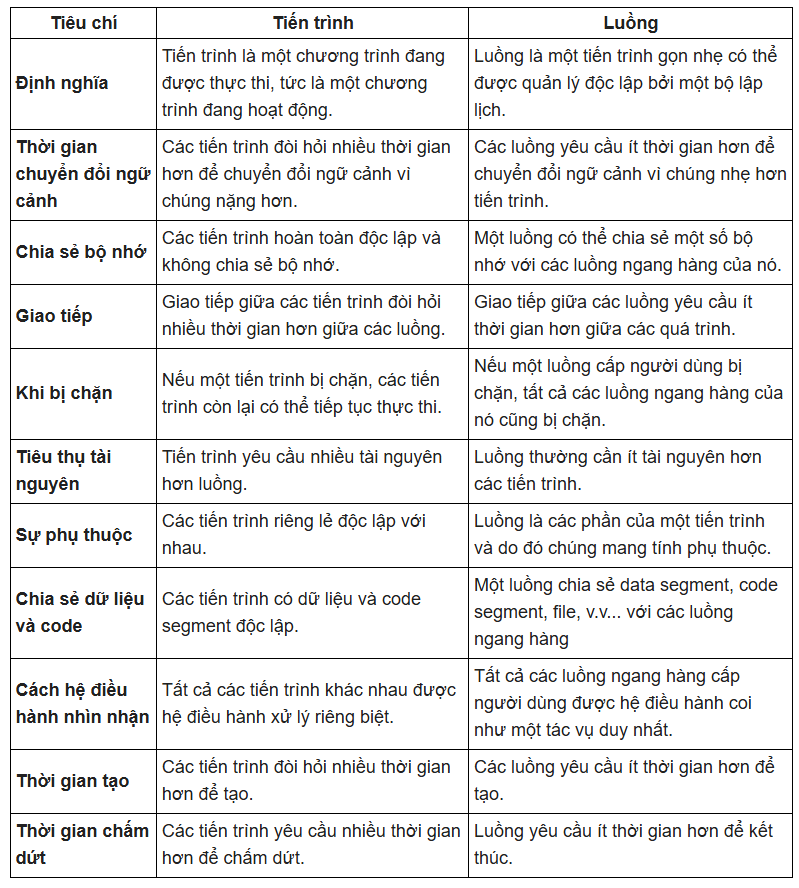 Tiêu chí
Tiến trình
Luồng
Định nghĩa
Tiến trình là một chương trình đang
được thực thi, tức là một chương
trình đang hoạt động.
Luồng là một tiến trình gọn nhẹ có thể
được quản lý độc lập bởi một bộ lập
lịch.
Thời gian
chuyển đổi ngữ
cảnh
Các tiến trình đòi hỏi nhiều thời gian
hơn để chuyển đổi ngữ cảnh vì
chúng nặng hơn.
Các luồng yêu cầu ít thời gian hơn để
chuyển đổi ngữ cảnh vì chúng nhẹ hơn
tiến trình.
Chia sẻ bộ nhớ
Các tiến trình hoàn toàn độc lập và
không chia sẻ bộ nhớ.
Một luồng có thể chia sẻ một số bộ
nhớ với các luồng ngang hàng của nó.
Giao tiếp
Giao tiếp giữa các tiến trình đòi hỏi
nhiều thời gian hơn giữa các luồng.
Giao tiếp giữa các luồng yêu cầu ít
thời gian hơn giữa các quá trình.
Khi bị chặn
Nếu một tiến trình bị chặn, các tiến
trình còn lại có thể tiếp tục thực thi.
Nếu một luồng cấp người dùng bị
chặn, tất cả các luồng ngang hàng của
nó cũng bị chặn.
Tiêu thụ tài
nguyên
Tiến trình yêu cầu nhiều tài nguyên
hơn luồng.
Luồng thường cần ít tài nguyên hơn
các tiến trình.
Sự phụ thuộc
Các tiến trình riêng lẻ độc lập với
nhau.
Luồng là các phần của một tiến trình
và do đó chúng mang tính phụ thuộc.
Chia sẻ dữ liệu
và code
Các tiến trình có dữ liệu và code
segment độc lập.
Một luồng chia sẻ data segment, code
segment, file, v.v... với các luồng
ngang hàng
Cách hệ điều
hành nhìn nhận
Tất cả các tiến trình khác nhau được
hệ điều hành xử lý riêng biệt.
Tất cả các luồng ngang hàng cấp
người dùng được hệ điều hành coi
như một tác vụ duy nhất.
Thời gian tạo
Các tiến trình đòi hỏi nhiều thời gian
hơn để tạo.
Các luồng yêu cầu ít thời gian hơn để
tạo.
Thời gian chấm
dứt
Các tiến trình yêu cầu nhiều thời gian
hơn để chấm dứt.
Luồng yêu cầu ít thời gian hơn để kết
thúc.